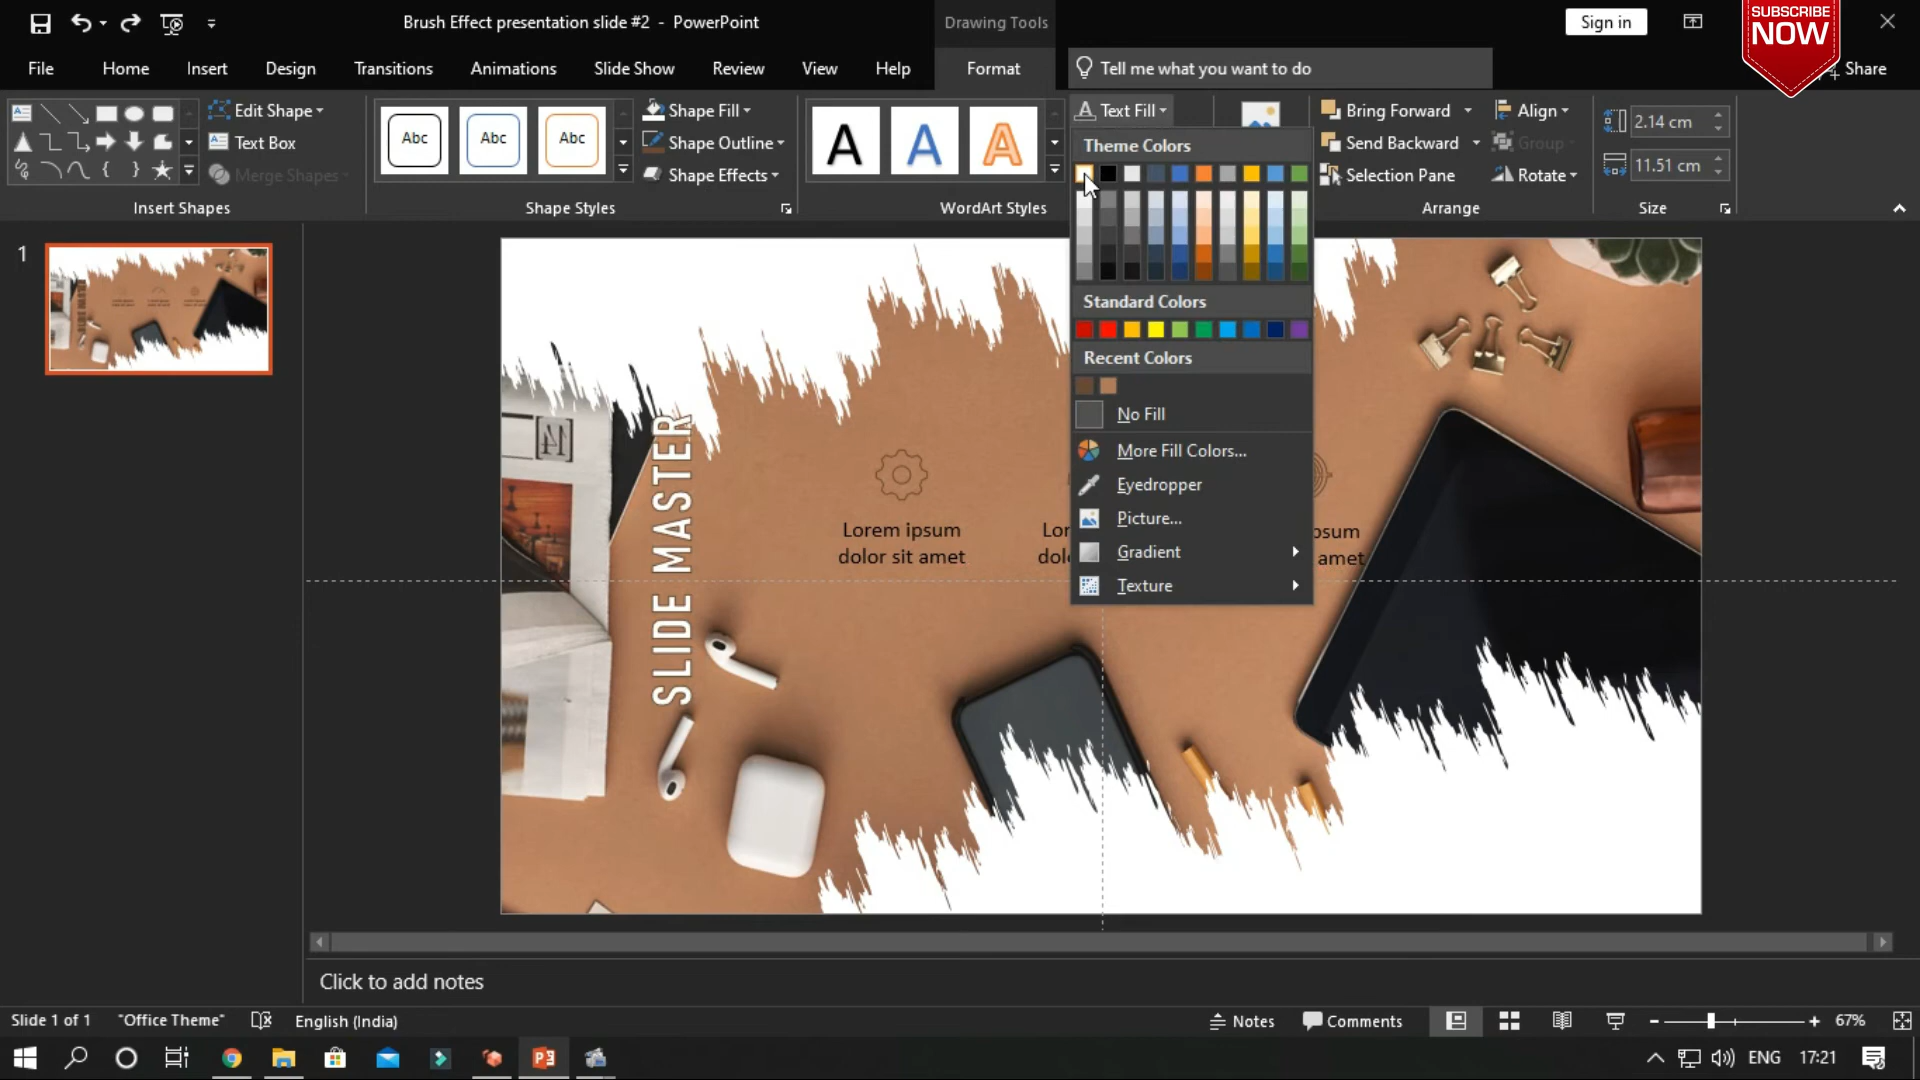 Brush Effect presentation slide #2 - PowerPoint
Drawing Tools
Sign in
SUBSCRIBE
NOW
File
Home
Insert
Design
Transitions
Animations
Slide Show
Review
View
Help
Format
Tell me what you want to do
Share
Edit Shape
Text Box
Merge Shapes
Insert Shapes
Abc
Abc
Abc
Shape Fill
Shape Outline
Shape Effects
Shape Styles
A
A
A
WordArt Styles
Text Fill
Bring Forward
Send Backward
Selection Pane
Align
Group
Rotate
Arrange
2.14 cm
11.51 cm
Size
Theme Colors
Standard Colors
Recent Colors
No Fill
More Fill Colors...
Eyedropper
Picture...
Gradient
Texture
1
SLIDE MASTER
Lorem ipsum
dolor sit amet
Lor
dol
psum
amet
Click to add notes
Slide 1 of 1
"Office Theme"
English (India)
Notes
Comments
67%
ENG
17:21